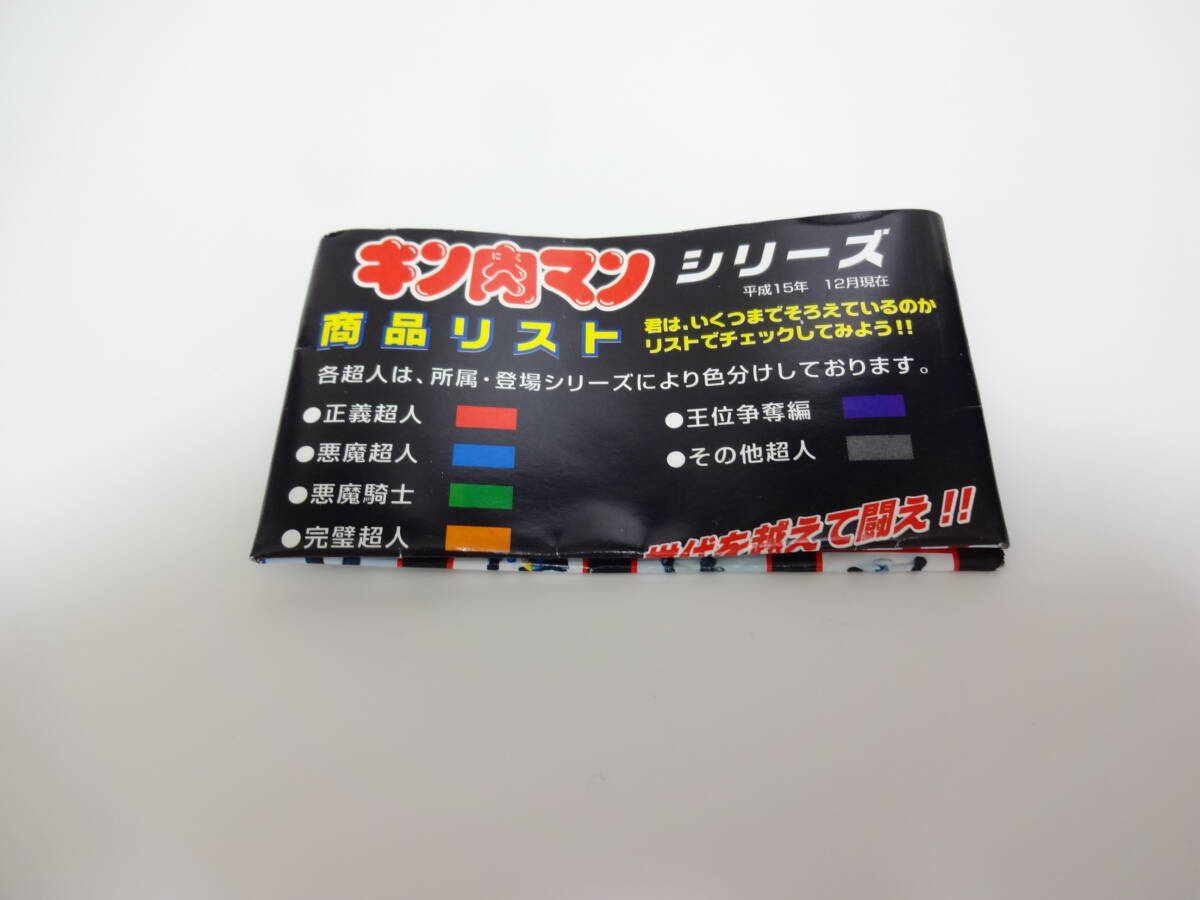 キン肉マン シリーズ
平成15年 12月現在
商品リスト
君は、いくつまでそろえているのか
リストでチェックしてみよう!!
各超人は、所属・登場シリーズにより色分けしております。
●正義超人
●悪魔超人
●悪魔騎士
●完璧超人
●王位争奪編
●その他超人
世代を越えて闘え!!